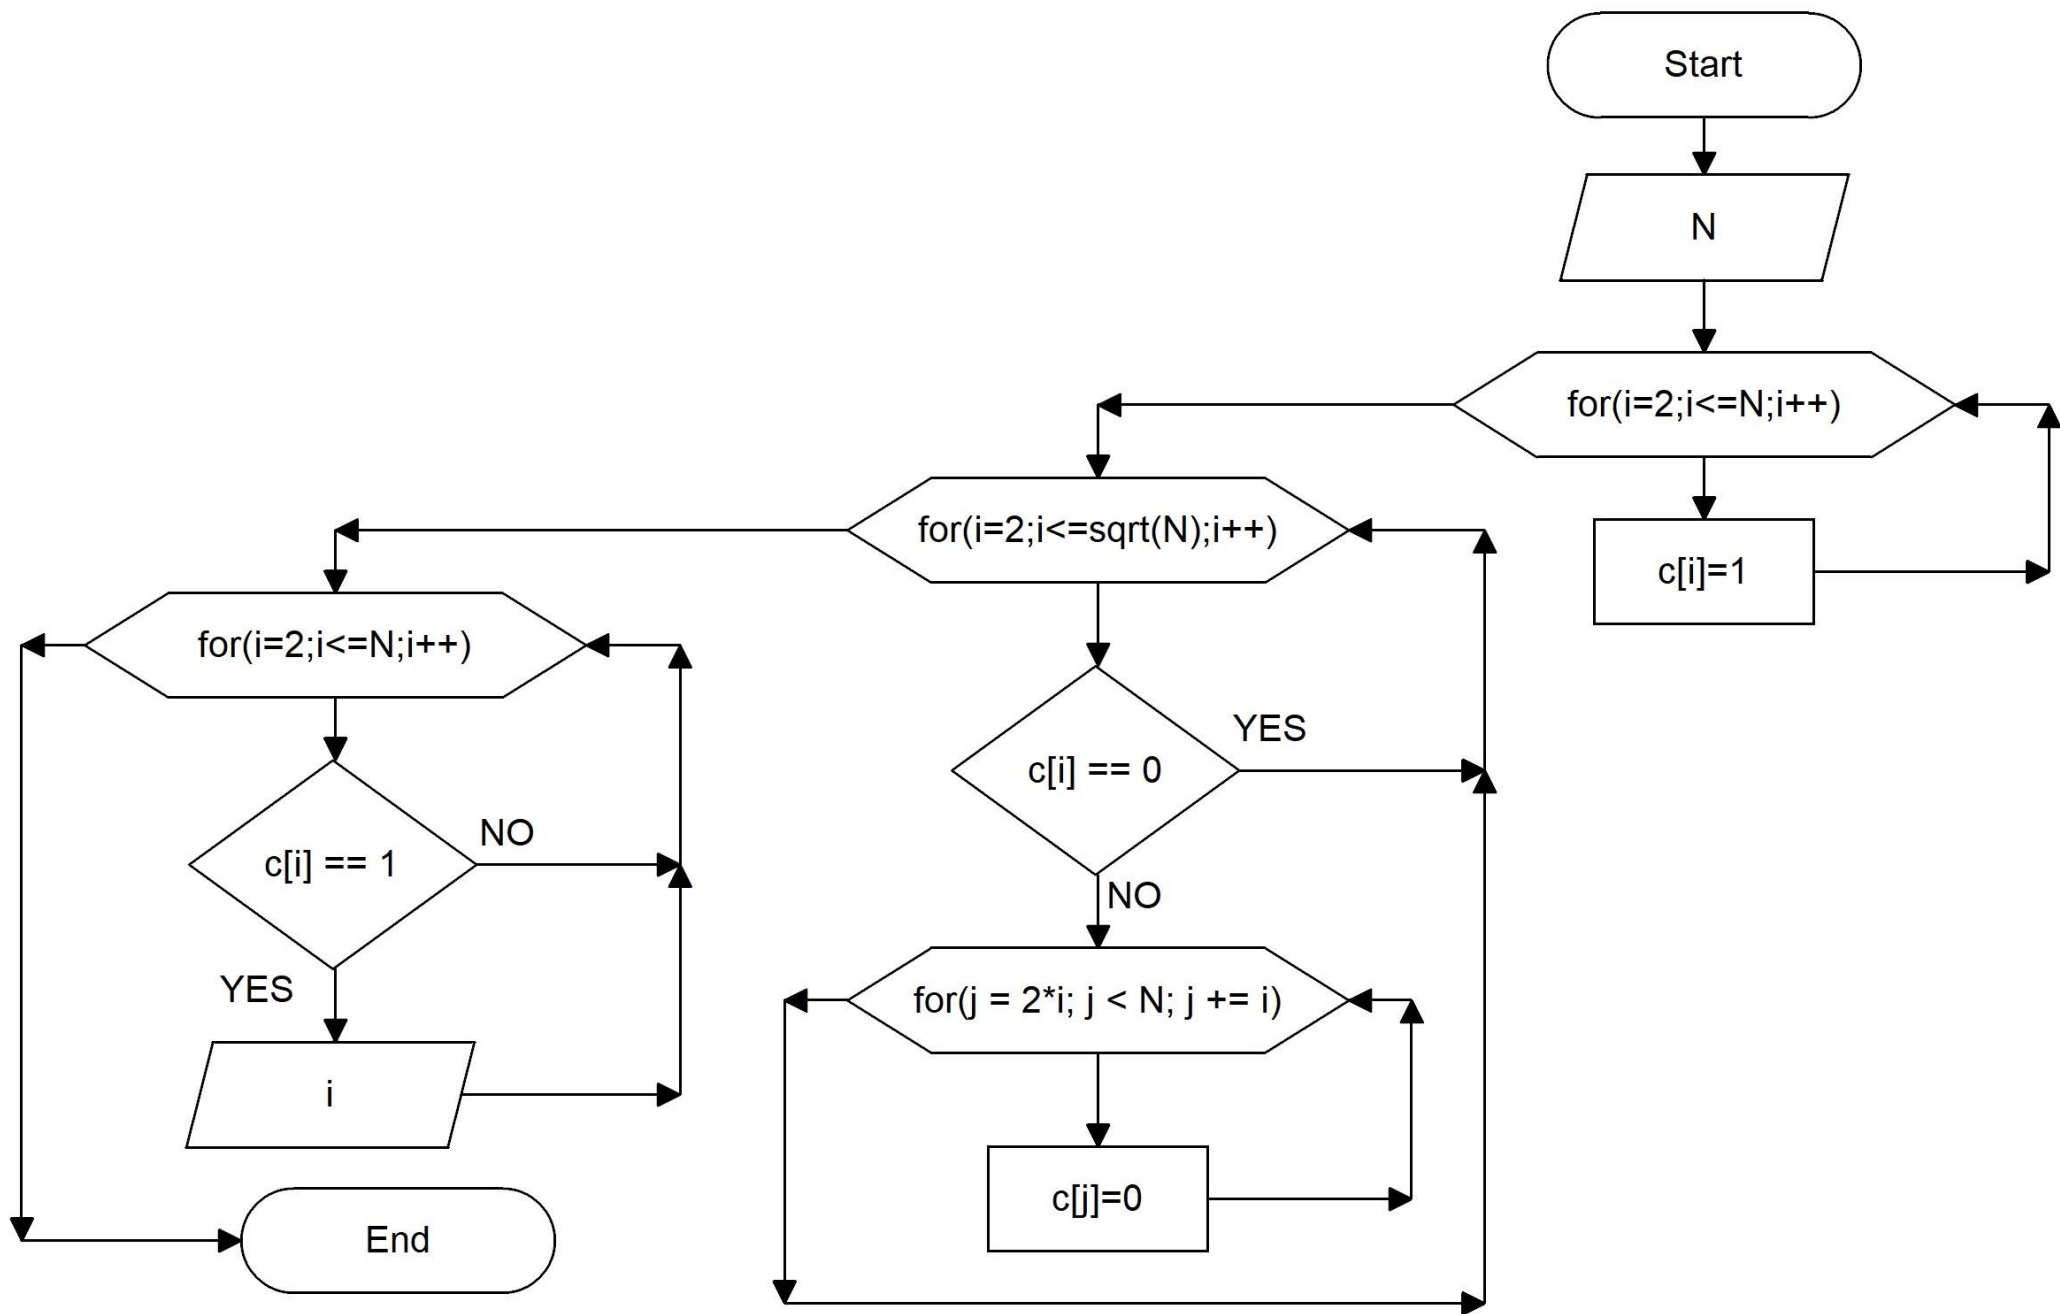 Start
N
for(i=2;i<=N;i++)
c[i]=1
for(i=2;i<=sqrt(N);i++)
c[i] == 0
YES
NO
for(j = 2*i; j < N; j += i)
c[j]=0
for(i=2;i<=N;i++)
c[i] == 1
NO
YES
i
End